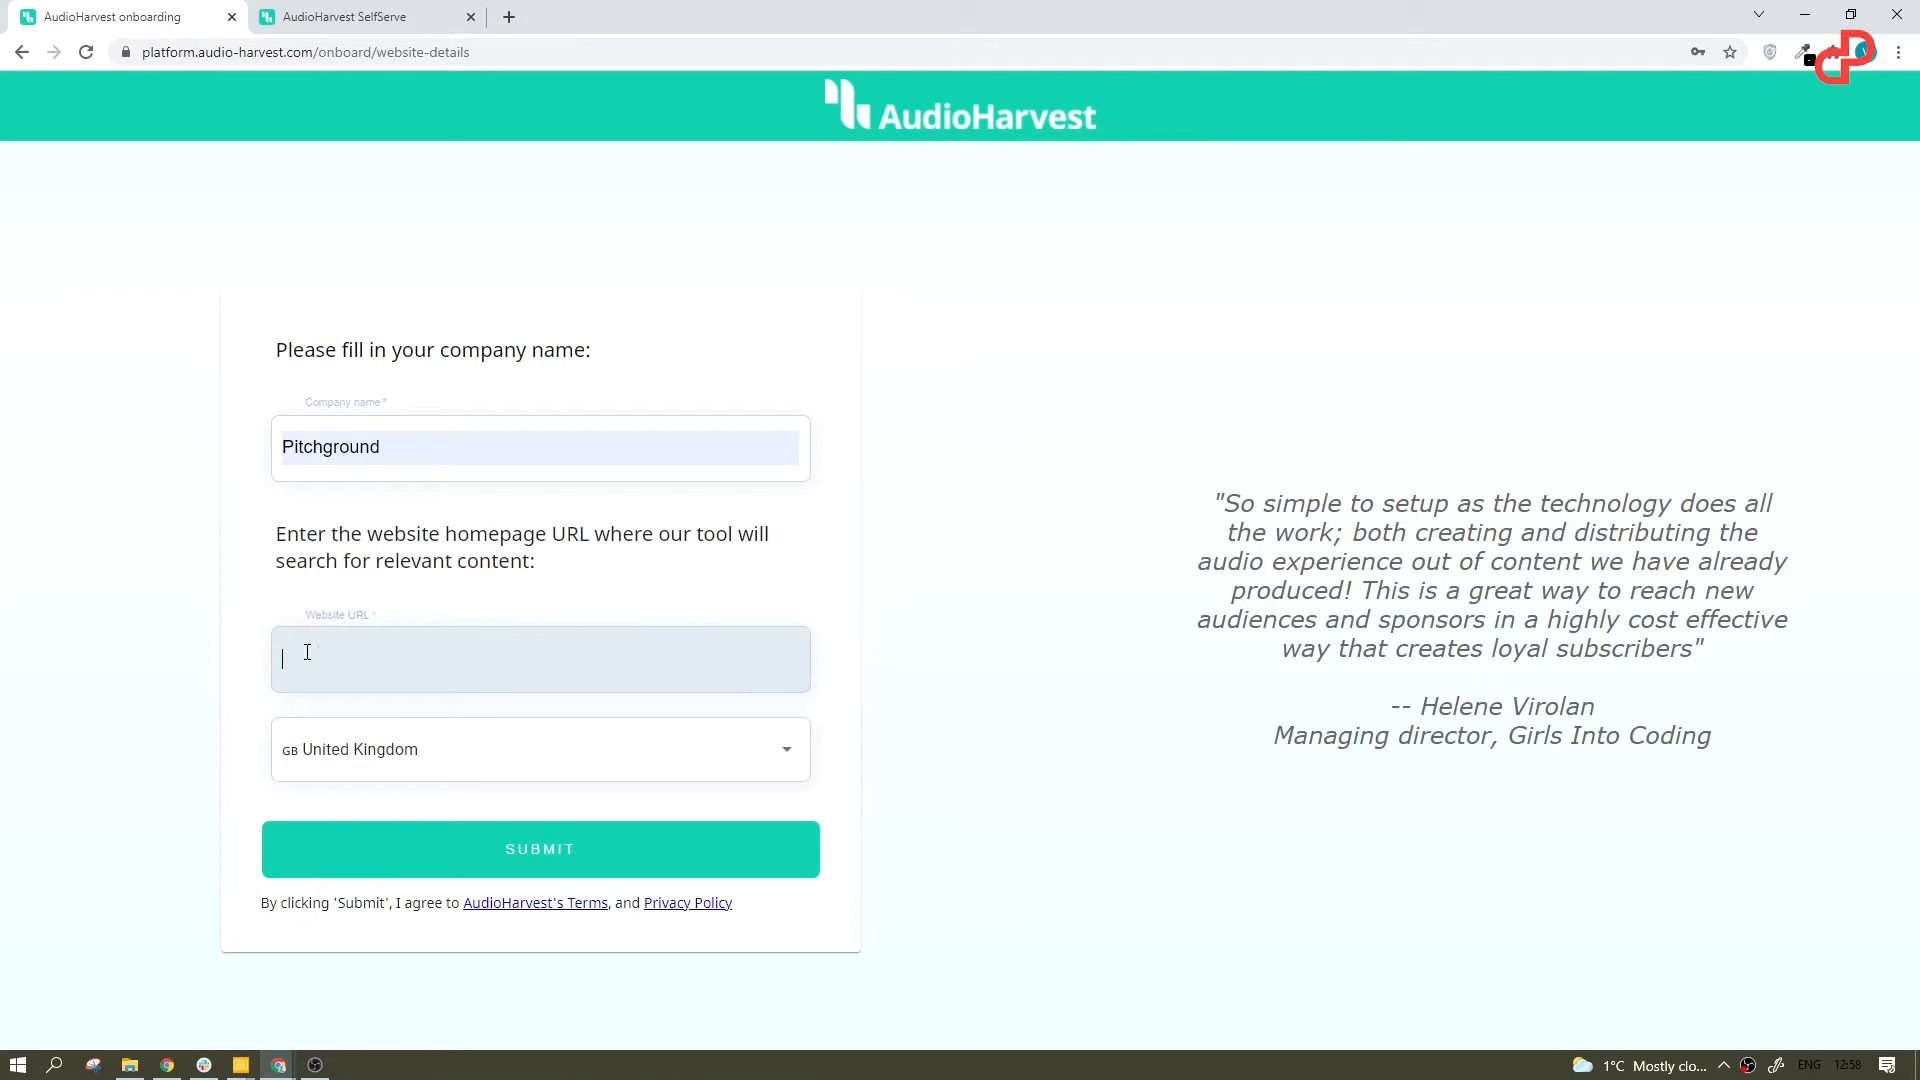 AudioHarvest onboarding
AudioHarvest SelfServe
platform.audio-harvest.com/onboard/website-details
AudioHarvest
Please fill in your company name:
Company name *
Pitchground
Enter the website homepage URL where our tool will
search for relevant content:
Website URL *
GB United Kingdom
SUBMIT
By clicking 'Submit', I agree to AudioHarvest's Terms, and Privacy Policy
"So simple to setup as the technology does all
the work; both creating and distributing the
audio experience out of content we have already
produced! This is a great way to reach new
audiences and sponsors in a highly cost effective
way that creates loyal subscribers"
-- Helene Virolan
Managing director, Girls Into Coding
1°C Mostly clo...
ENG
12:58